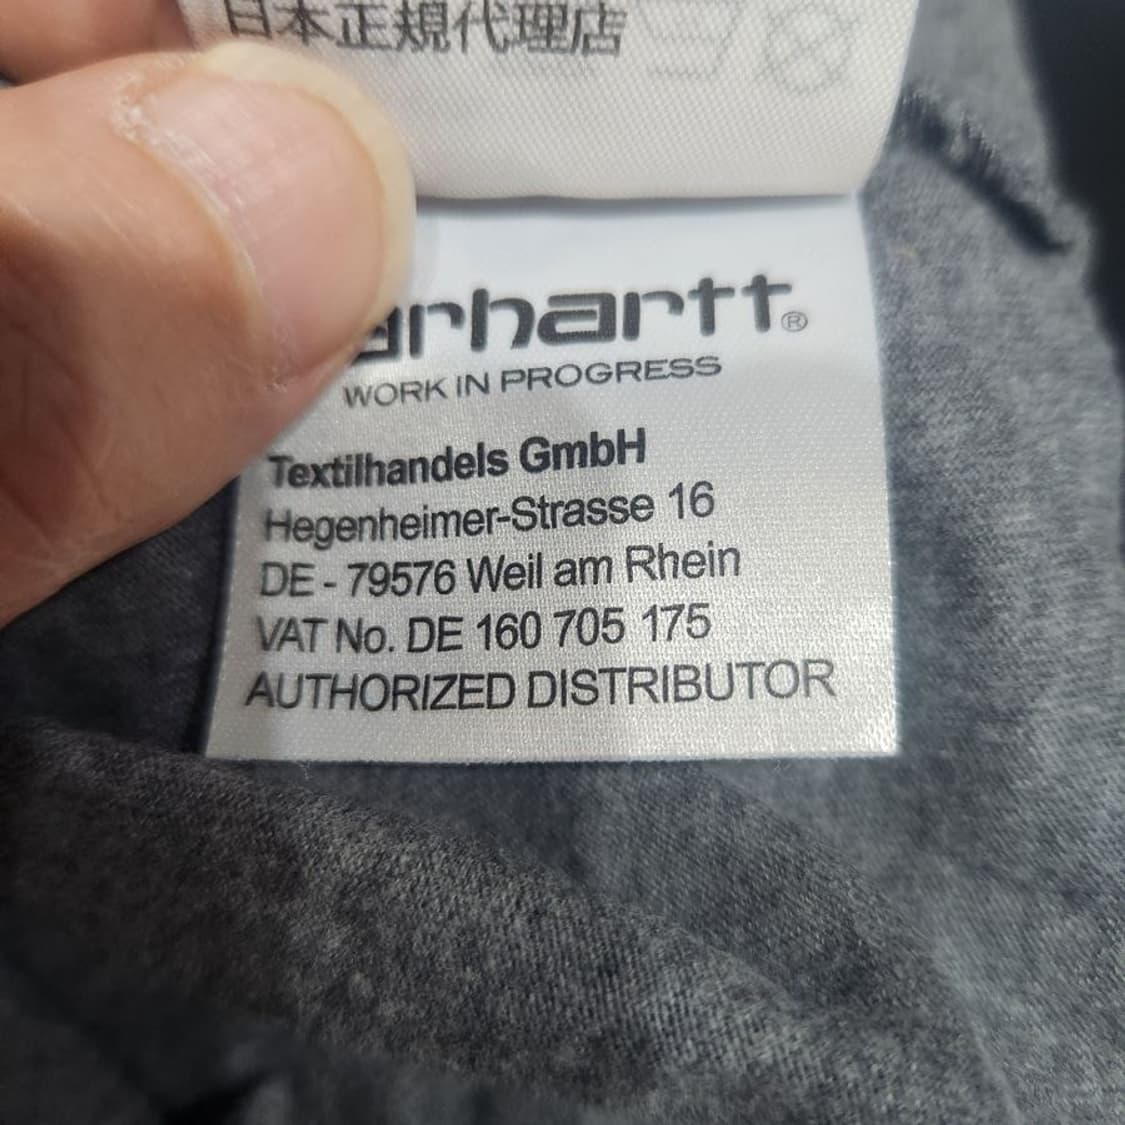 日本正規代理店
arhartt®
WORK IN PROGRESS
Textilhandels GmbH
Hegenheimer-Strasse 16
DE - 79576 Weil am Rhein
VAT No. DE 160 705 175
AUTHORIZED DISTRIBUTOR